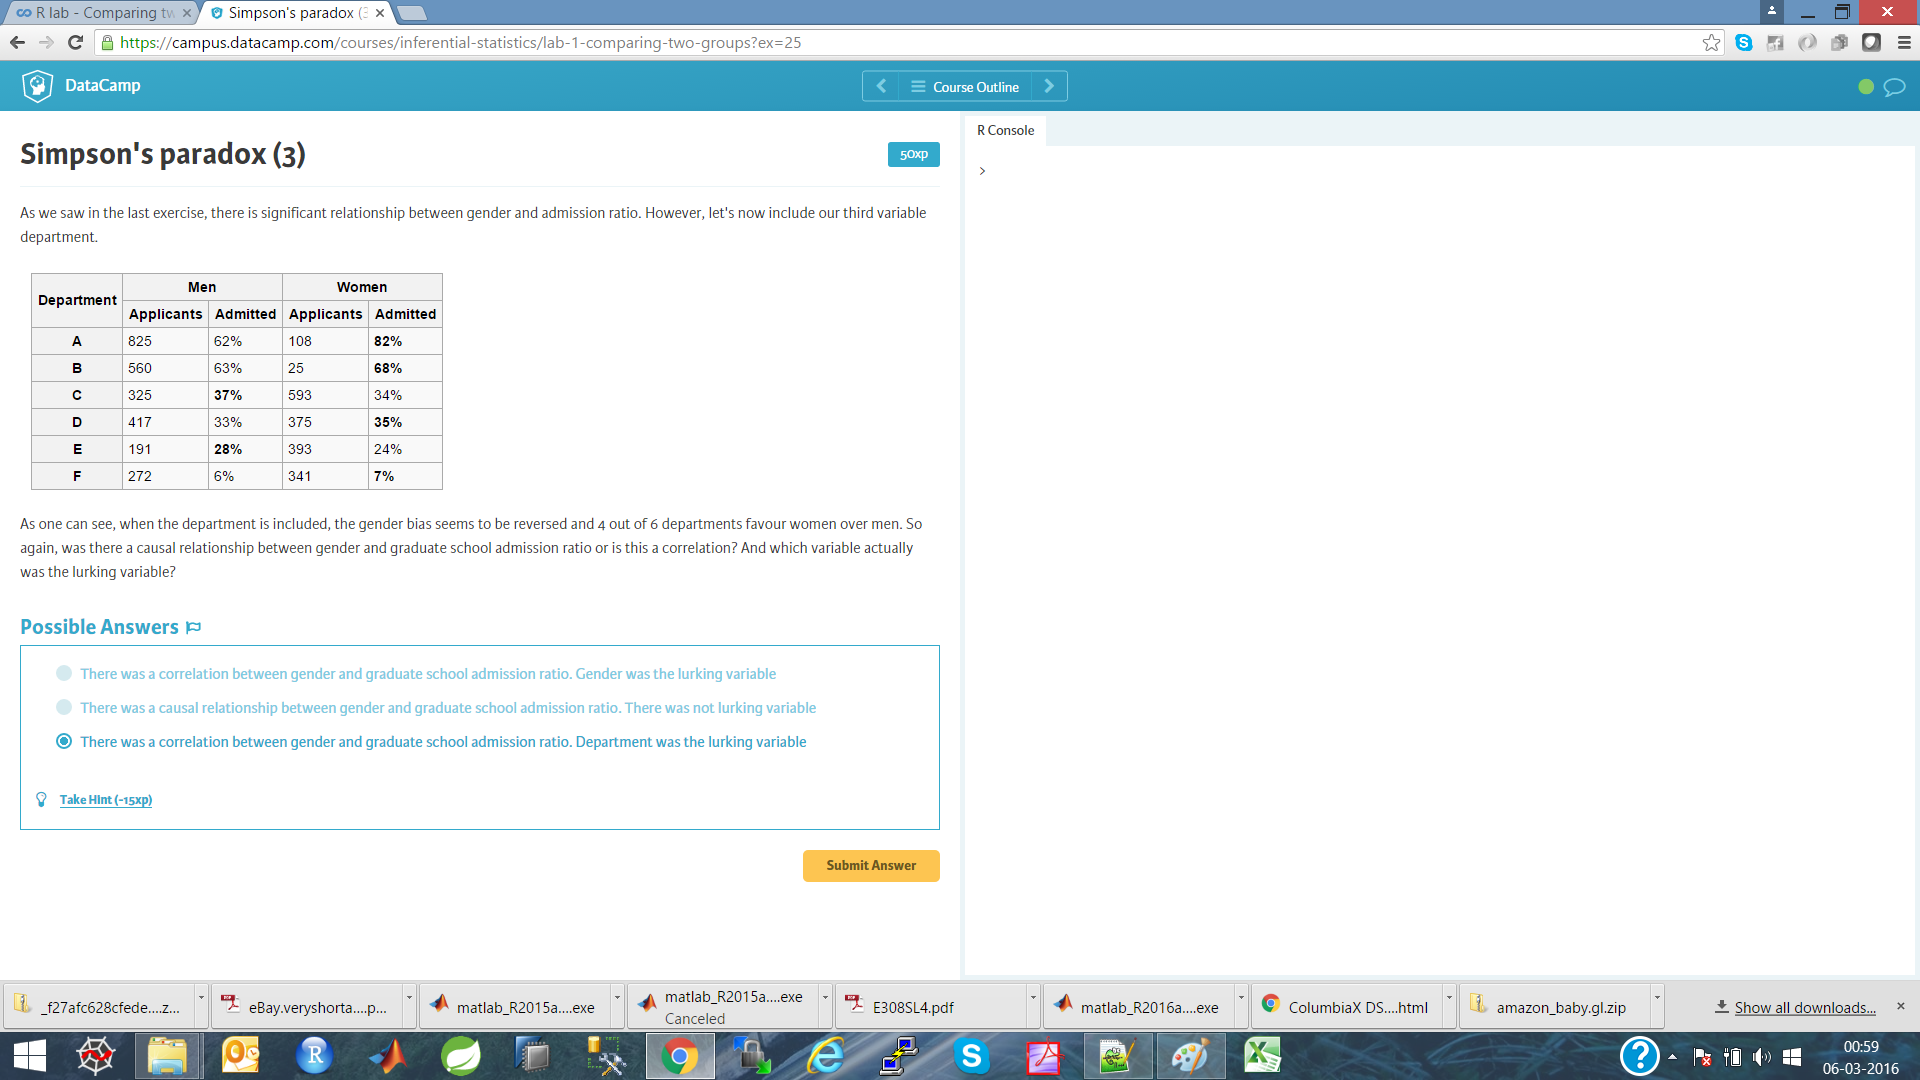 R lab - Comparing tw
Simpson's paradox (3
https://campus.datacamp.com/courses/inferential-statistics/lab-1-comparing-two-groups?ex=25
DataCamp
Course Outline
Simpson's paradox (3)
50xp
As we saw in the last exercise, there is significant relationship between gender and admission ratio. However, let's now include our third variable
department.
Department Men Women
Applicants Admitted Applicants Admitted
A 825 62% 108 82%
B 560 63% 25 68%
C 325 37% 593 34%
D 417 33% 375 35%
E 191 28% 393 24%
F 272 6% 341 7%
As one can see, when the department is included, the gender bias seems to be reversed and 4 out of 6 departments favour women over men. So
again, was there a causal relationship between gender and graduate school admission ratio or is this a correlation? And which variable actually
was the lurking variable?
Possible Answers
There was a correlation between gender and graduate school admission ratio. Gender was the lurking variable
There was a causal relationship between gender and graduate school admission ratio. There was not lurking variable
There was a correlation between gender and graduate school admission ratio. Department was the lurking variable
Take Hint (-15xp)
Submit Answer
R Console
>
_f27afc628cfede....z...
eBay.veryshorta....p...
matlab_R2015a....exe
matlab_R2015a....exe
Canceled
E308SL4.pdf
matlab_R2016a....exe
ColumbiaX DS....html
amazon_baby.gl.zip
Show all downloads...
00:59
06-03-2016